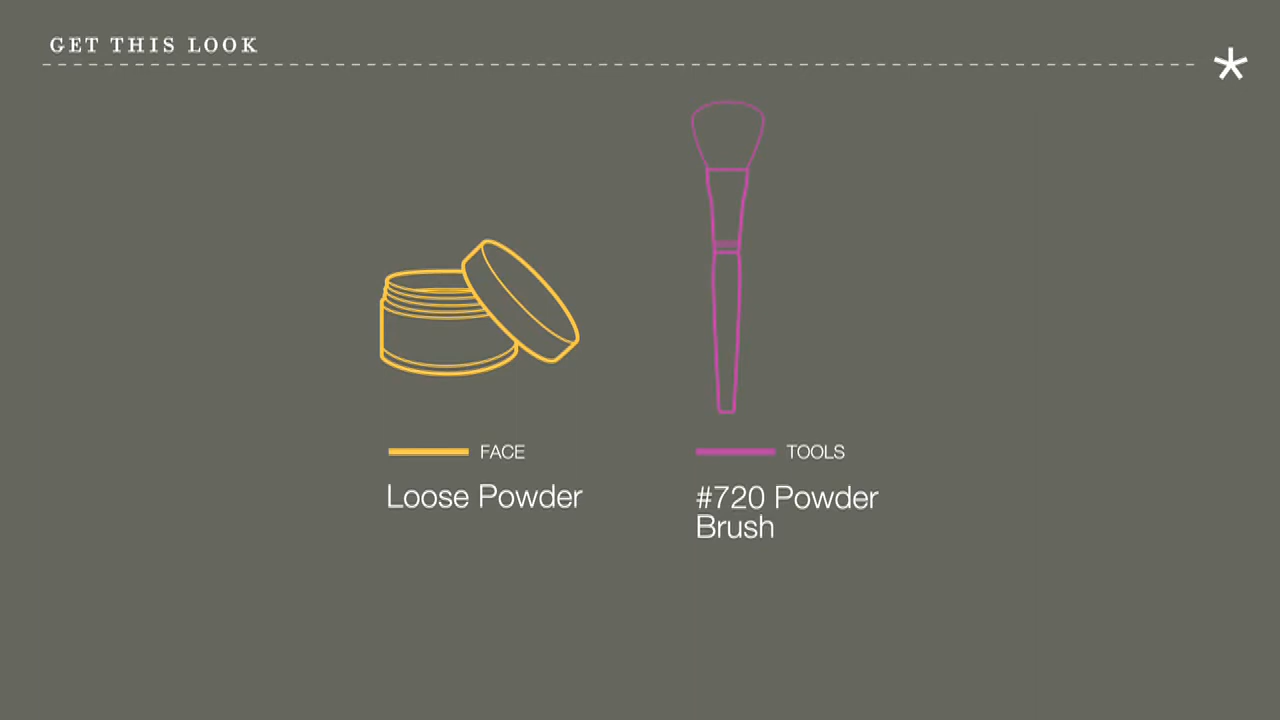 GET THIS LOOK
FACE
Loose Powder
TOOLS
#720 Powder
Brush